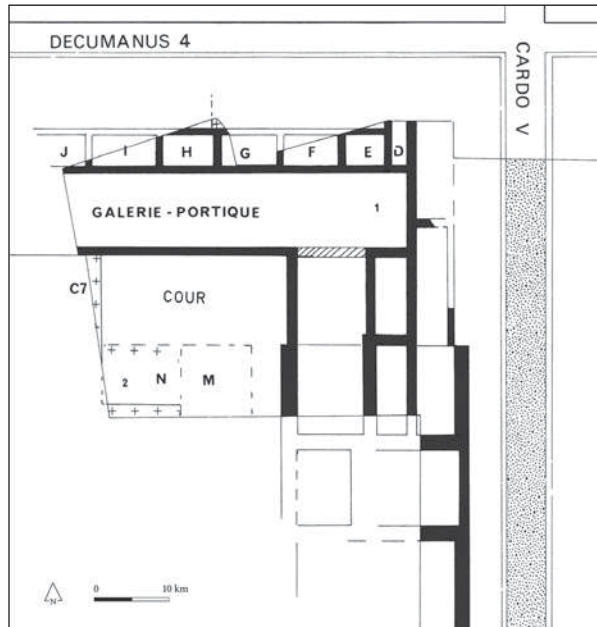 DECUMANUS 4
CARDO V
J I H G F E D
GALERIE - PORTIQUE 1
C7
COUR
2 N M
N
0 10 km